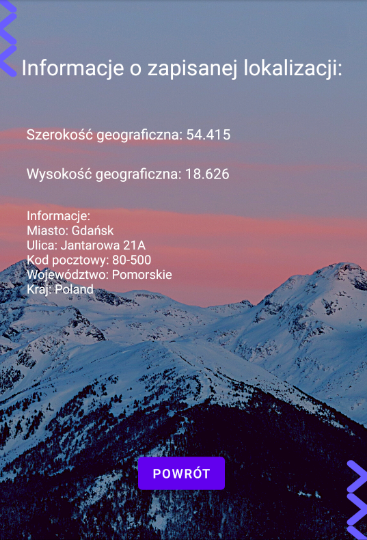 Informacje o zapisanej lokalizacji:
Szerokość geograficzna: 54.415
Wysokość geograficzna: 18.626
Informacje:
Miasto: Gdańsk
Ulica: Jantarowa 21A
Kod pocztowy: 80-500
Województwo: Pomorskie
Kraj: Poland
POWRÓT